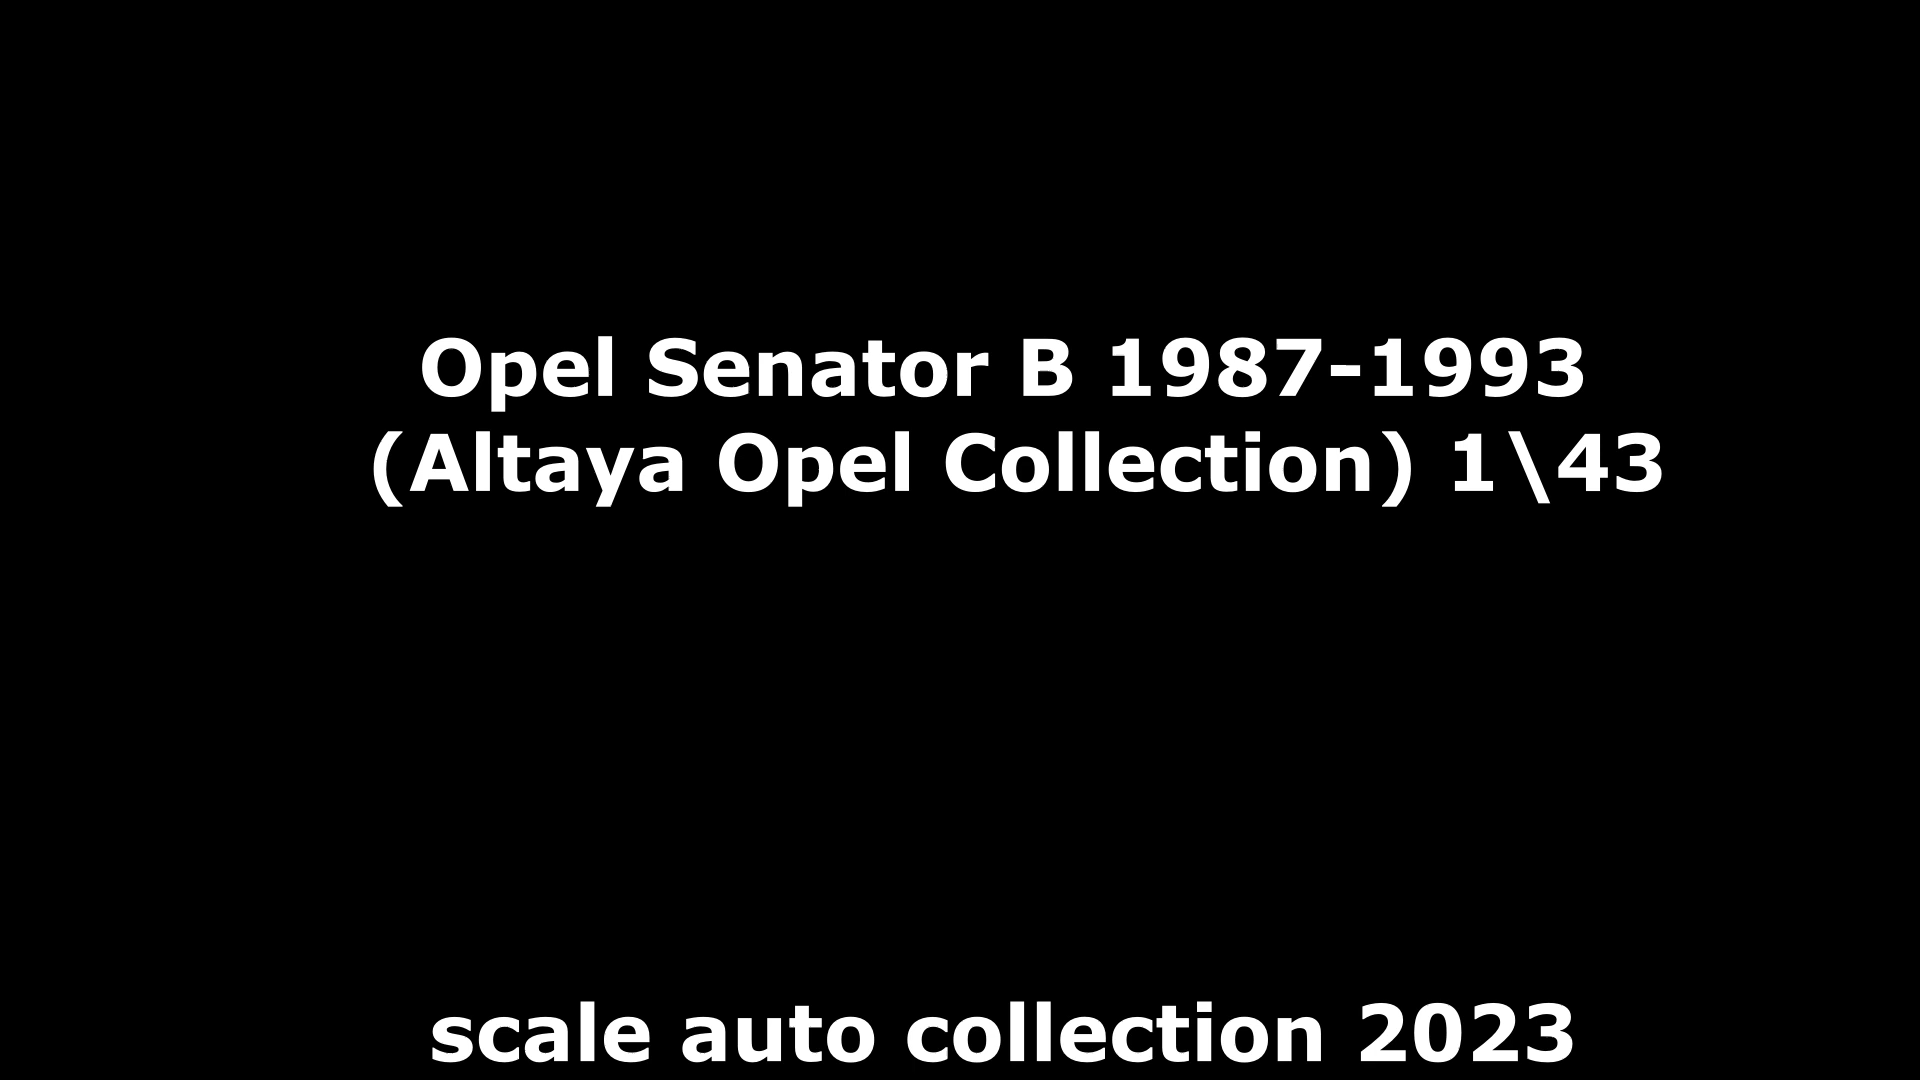 Opel Senator B 1987-1993
(Altaya Opel Collection) 1\43
scale auto collection 2023